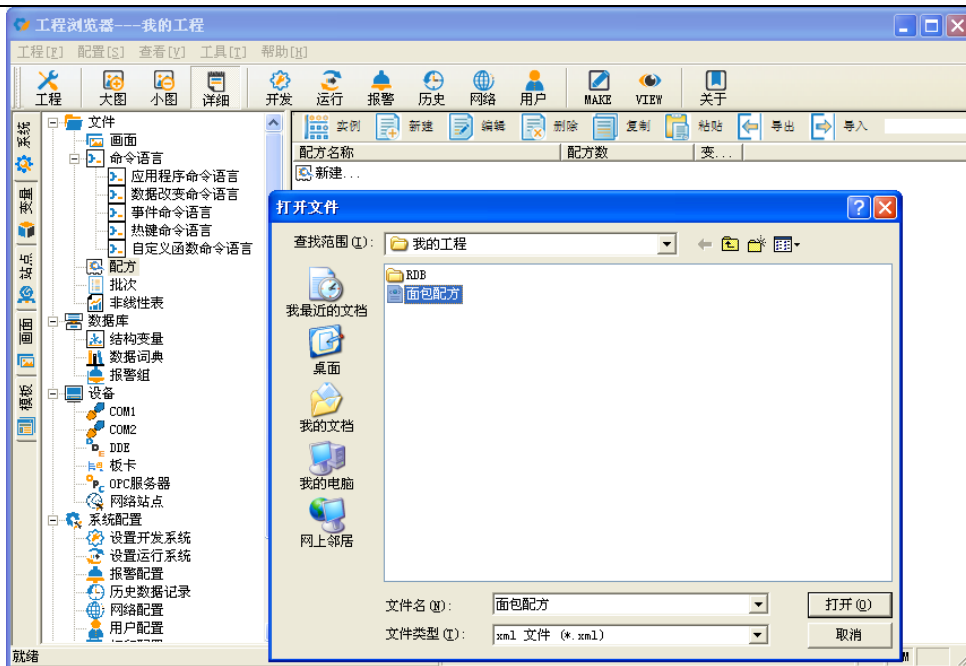 工程浏览器---我的工程
工程[F] 配置[S] 查看[V] 工具[T] 帮助[H]
工程 大图 小图 详细 开发 运行 报警 历史 网络 用户 MAKE VIEW 关于
实例 新建 编辑 删除 复制 粘贴 导出 导入
系统
变量
站点
画面
模板
文件
画面
命令语言
应用程序命令语言
数据改变命令语言
事件命令语言
热键命令语言
自定义函数命令语言
配方
批次
非线性表
数据库
结构变量
数据词典
报警组
设备
COM1
COM2
DDE
板卡
OPC服务器
网络站点
系统配置
设置开发系统
设置运行系统
报警配置
历史数据记录
网络配置
用户配置
配方名称 配方数 变...
新建...
打开文件
查找范围(I): 我的工程
我最近的文档
桌面
我的文档
我的电脑
网上邻居
RDB
面包配方
文件名(N): 面包配方 打开(O)
文件类型(T): xml 文件 (*.xml) 取消
就绪